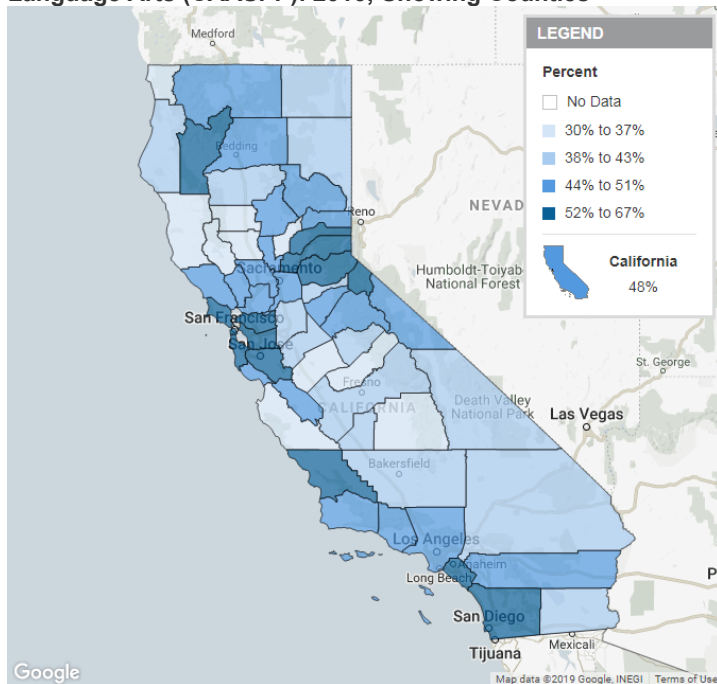 Medford
LEGEND
Percent
No Data
30% to 37%
38% to 43%
44% to 51%
52% to 67%
California
48%
Redding
Reno
NEVAD
Sacramento
Humboldt-Toiyab
National Forest
San Francisco
San Jose
St. George
Fresno
CALIFORNIA
Death Valley
National Park
Las Vegas
Bakersfield
Los Angeles
Anaheim
Long Beach
San Diego
Mexicali
Tijuana
P
Google
Map data ©2019 Google, INEGI
Terms of Use